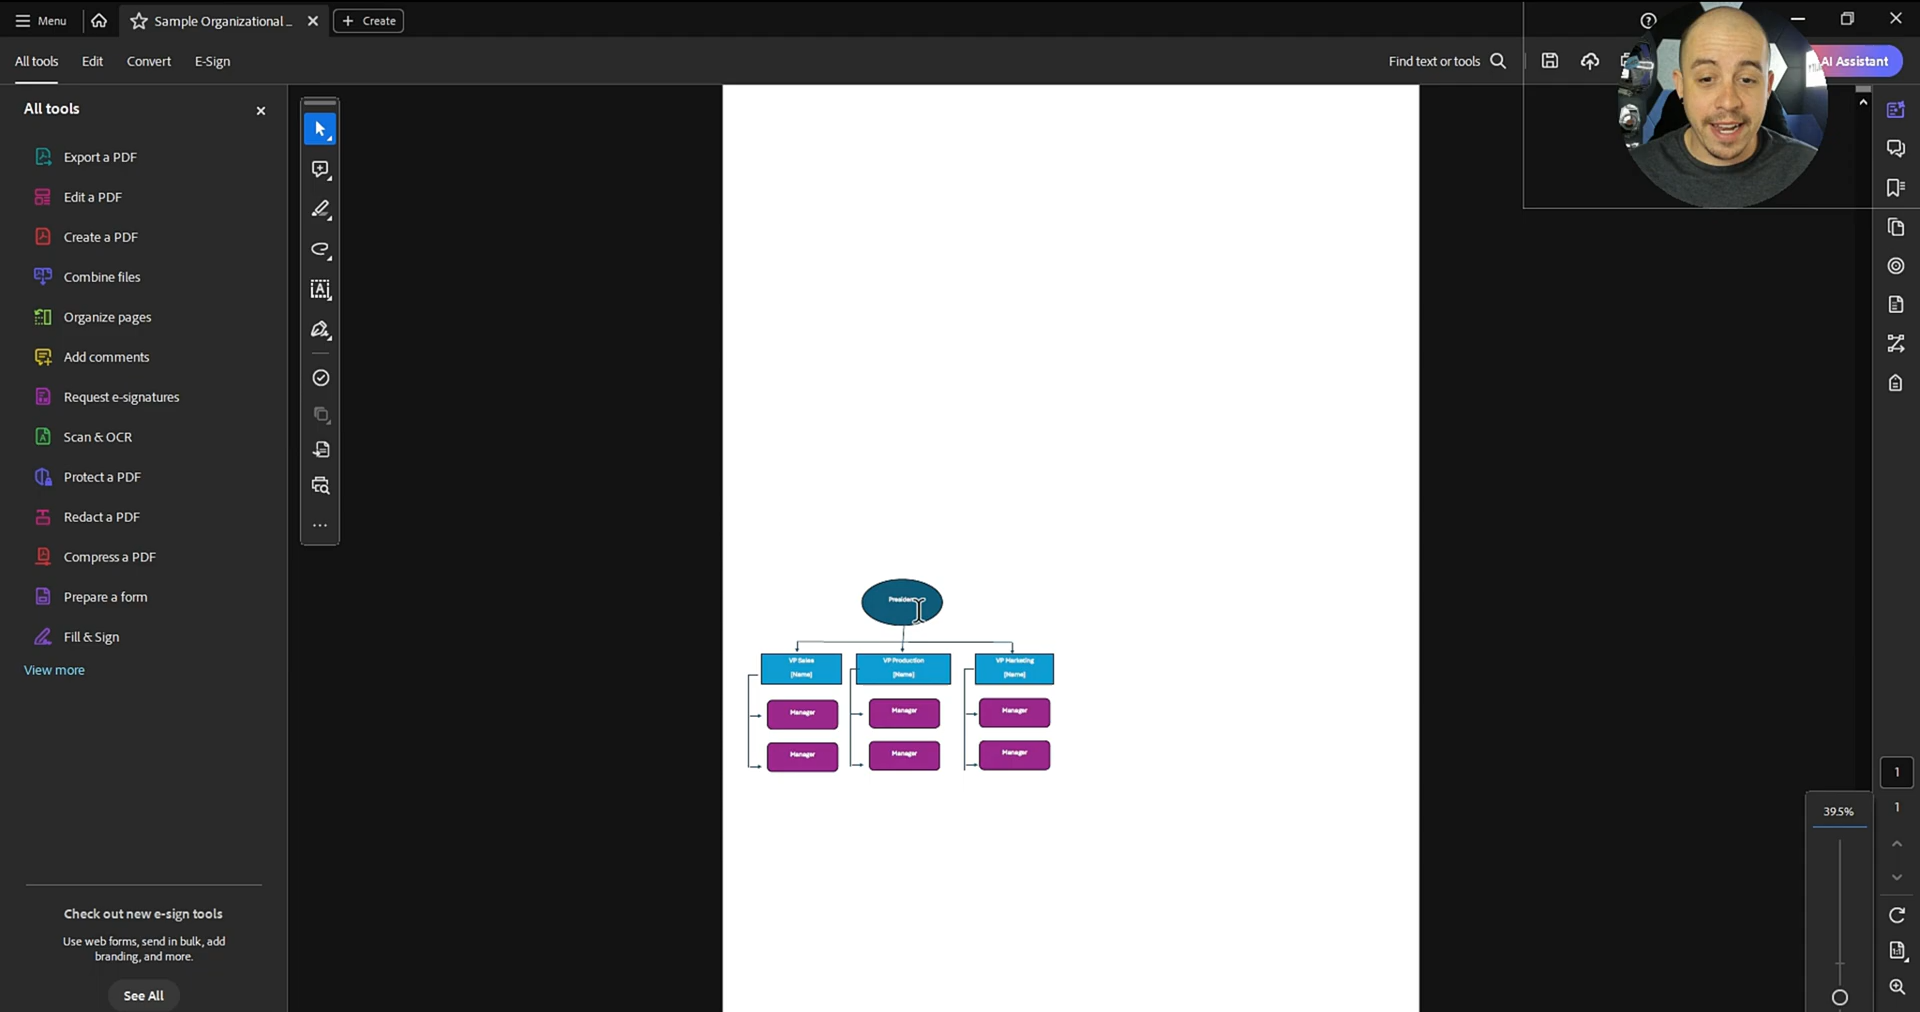 Menu
Sample Organizational ...
Create
All tools
Edit
Convert
E-Sign
Find text or tools
AI Assistant
All tools
Export a PDF
Edit a PDF
Create a PDF
Combine files
Organize pages
Add comments
Request e-signatures
Scan & OCR
Protect a PDF
Redact a PDF
Compress a PDF
Prepare a form
Fill & Sign
View more
Check out new e-sign tools
Use web forms, send in bulk, add
branding, and more.
See All
VP Sales
[Name]
VP Production
[Name]
VP Marketing
[Name]
Manager
Manager
Manager
Manager
Manager
Manager
1
39.5%
1